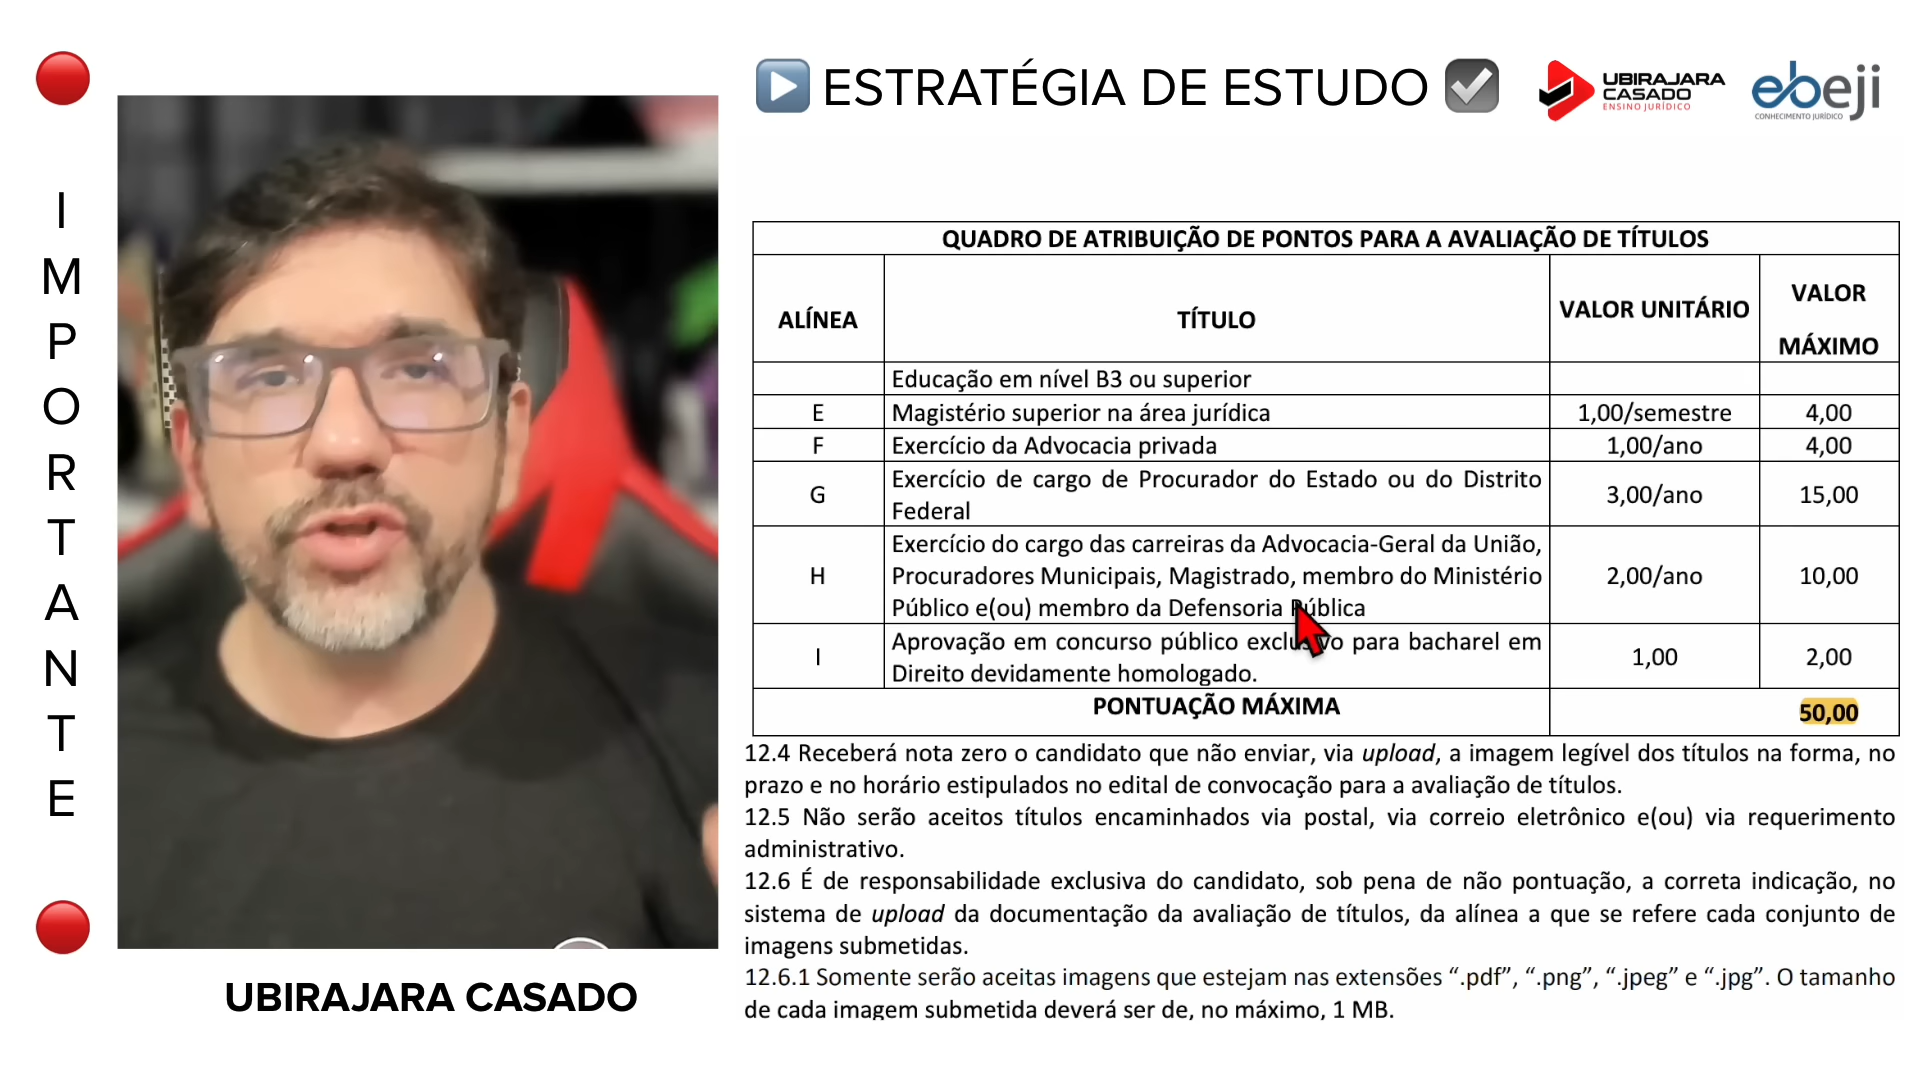 I
M
P
O
R
T
A
N
T
E
UBIRAJARA CASADO
ESTRATÉGIA DE ESTUDO
UBIRAJARA
CASADO
ENSINO JURÍDICO
ebeji
CONHECIMENTO JURÍDICO
QUADRO DE ATRIBUIÇÃO DE PONTOS PARA A AVALIAÇÃO DE TÍTULOS
ALÍNEA TÍTULO VALOR UNITÁRIO VALOR MÁXIMO
Educação em nível B3 ou superior
E Magistério superior na área jurídica 1,00/semestre 4,00
F Exercício da Advocacia privada 1,00/ano 4,00
G Exercício de cargo de Procurador do Estado ou do Distrito
Federal 3,00/ano 15,00
H Exercício do cargo das carreiras da Advocacia-Geral da União,
Procuradores Municipais, Magistrado, membro do Ministério
Público e(ou) membro da Defensoria Pública 2,00/ano 10,00
I Aprovação em concurso público exclusivo para bacharel em
Direito devidamente homologado. 1,00 2,00
PONTUAÇÃO MÁXIMA 50,00
12.4 Receberá nota zero o candidato que não enviar, via upload, a imagem legível dos títulos na forma, no
prazo e no horário estipulados no edital de convocação para a avaliação de títulos.
12.5 Não serão aceitos títulos encaminhados via postal, via correio eletrônico e(ou) via requerimento
administrativo.
12.6 É de responsabilidade exclusiva do candidato, sob pena de não pontuação, a correta indicação, no
sistema de upload da documentação da avaliação de títulos, da alínea a que se refere cada conjunto de
imagens submetidas.
12.6.1 Somente serão aceitas imagens que estejam nas extensões “.pdf”, “.png”, “.jpeg” e “.jpg”. O tamanho
de cada imagem submetida deverá ser de, no máximo, 1 MB.